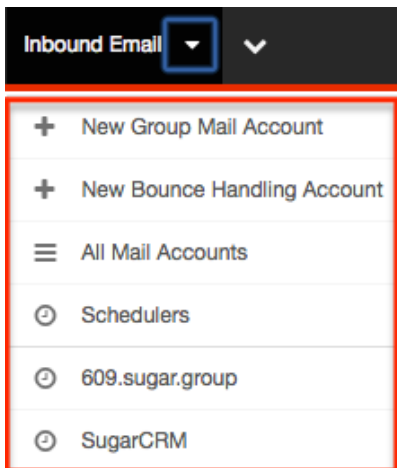 Inbound Email
New Group Mail Account
New Bounce Handling Account
All Mail Accounts
Schedulers
609.sugar.group
SugarCRM